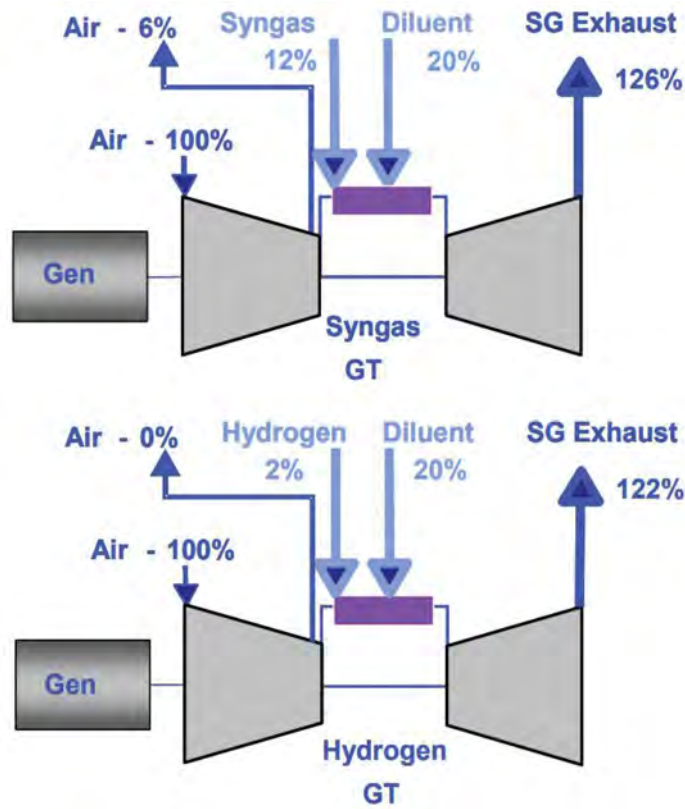 Air - 6%
Syngas
12%
Diluent
20%
SG Exhaust
126%
Air - 100%
Gen
Syngas
GT
Air - 0%
Hydrogen
2%
Diluent
20%
SG Exhaust
122%
Air - 100%
Gen
Hydrogen
GT